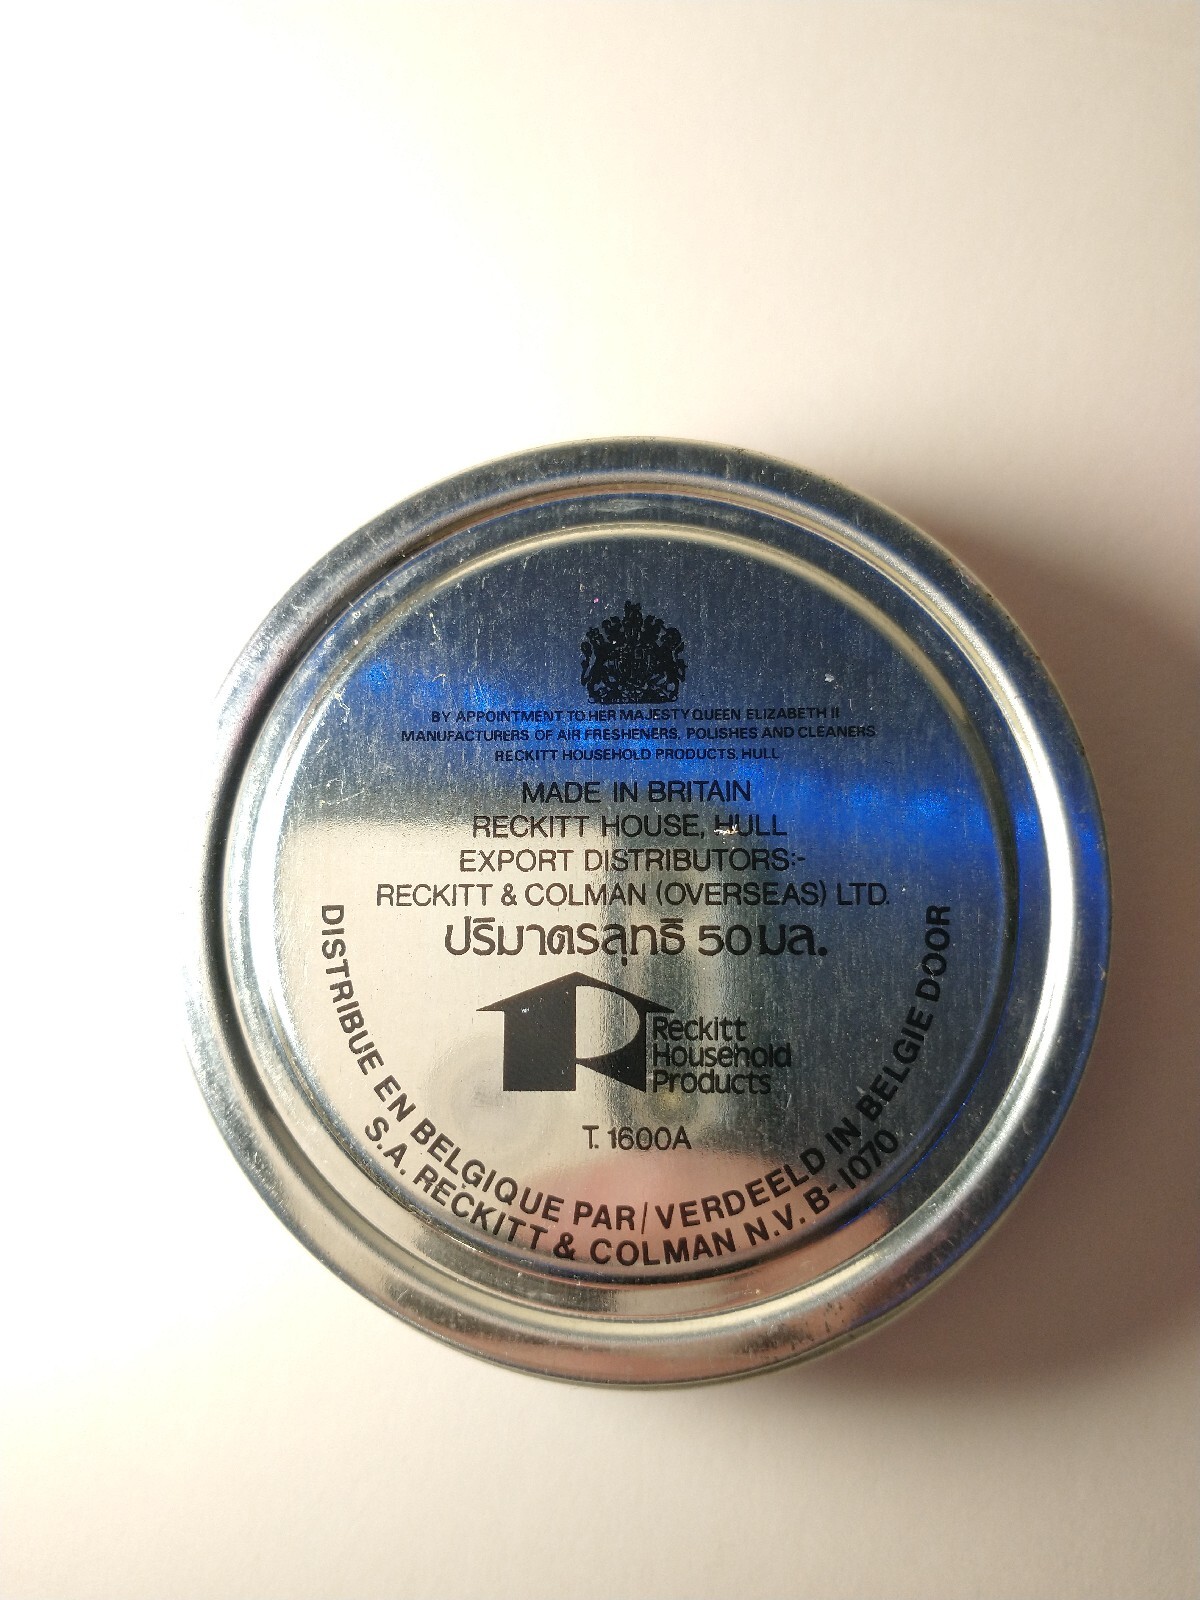 BY APPOINTMENT TO HER MAJESTY QUEEN ELIZABETH II
MANUFACTURERS OF AIR FRESHENERS, POLISHES AND CLEANERS
RECKITT HOUSEHOLD PRODUCTS, HULL
MADE IN BRITAIN
RECKITT HOUSE, HULL
EXPORT DISTRIBUTORS:-
RECKITT & COLMAN (OVERSEAS) LTD.
ปริมาตรสุทธิ 50 มล.
Reckitt
Household
Products
T. 1600A
DISTRIBUE EN BELGIQUE PAR/VERDEELD IN BELGIE DOOR
S.A. RECKITT & COLMAN N.V. B-1070